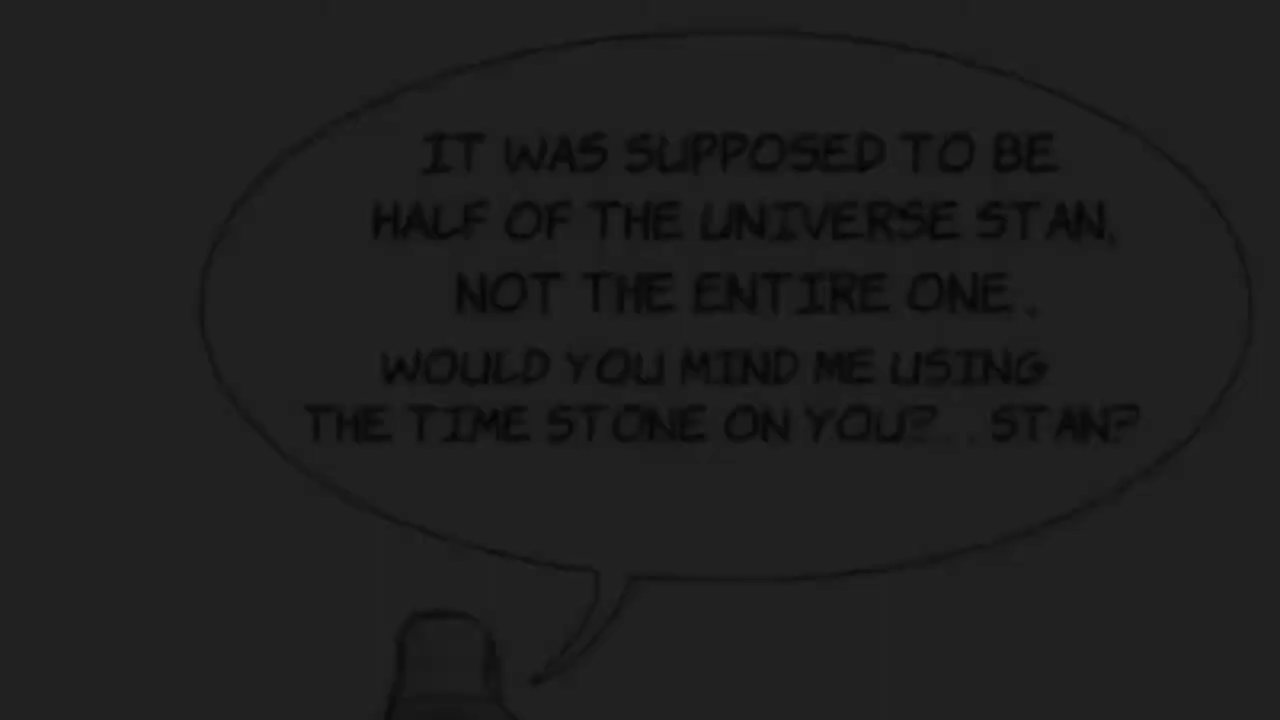 IT WAS SUPPOSED TO BE
HALF OF THE UNIVERSE STAN,
NOT THE ENTIRE ONE.
WOULD YOU MIND ME USING
THE TIME STONE ON YOU?.. STAN?